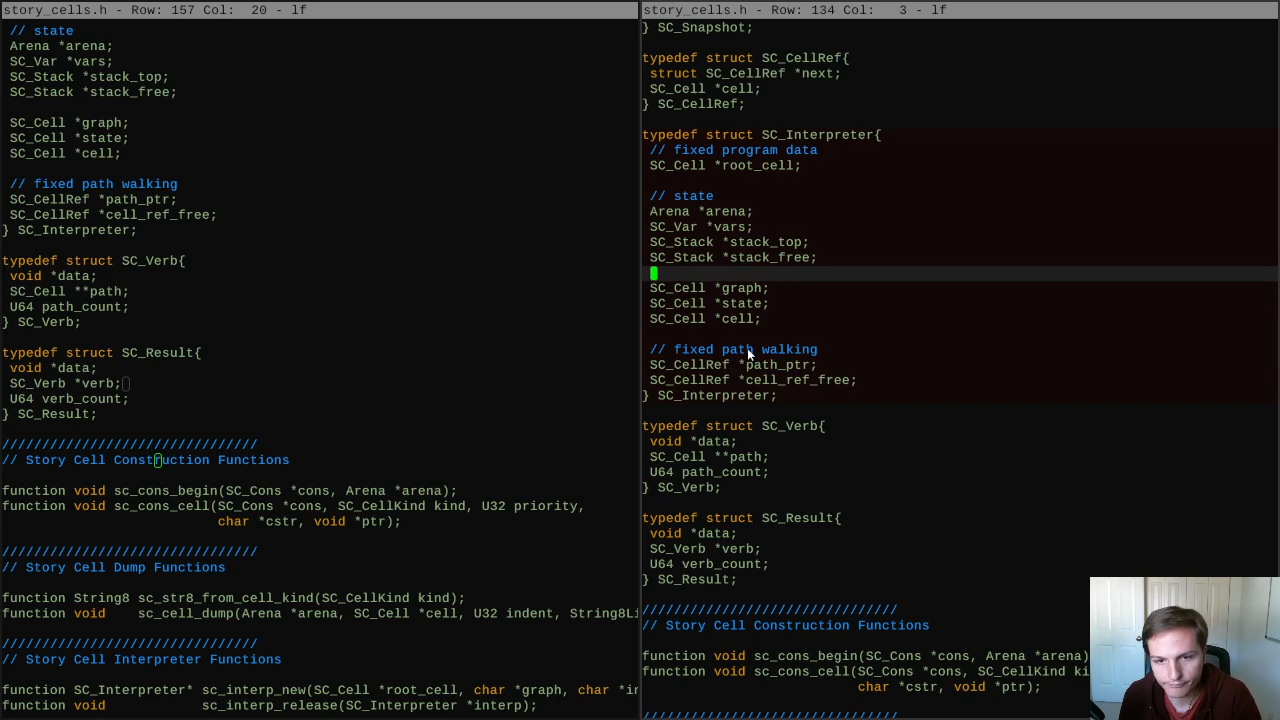 story_cells.h - Row: 157 Col:  20 - lf
// state
Arena *arena;
SC_Var *vars;
SC_Stack *stack_top;
SC_Stack *stack_free;
SC_Cell *graph;
SC_Cell *state;
SC_Cell *cell;
// fixed path walking
SC_CellRef *path_ptr;
SC_CellRef *cell_ref_free;
} SC_Interpreter;
typedef struct SC_Verb{
void *data;
SC_Cell **path;
U64 path_count;
} SC_Verb;
typedef struct SC_Result{
void *data;
SC_Verb *verb;
U64 verb_count;
} SC_Result;
////////////////////////////////
// Story Cell Construction Functions
function void sc_cons_begin(SC_Cons *cons, Arena *arena);
function void sc_cons_cell(SC_Cons *cons, SC_CellKind kind, U32 priority,
char *cstr, void *ptr);
////////////////////////////////
// Story Cell Dump Functions
function String8 sc_str8_from_cell_kind(SC_CellKind kind);
function void    sc_cell_dump(Arena *arena, SC_Cell *cell, U32 indent, String8Li
////////////////////////////////
// Story Cell Interpreter Functions
function SC_Interpreter* sc_interp_new(SC_Cell *root_cell, char *graph, char *in
function void            sc_interp_release(SC_Interpreter *interp);
story_cells.h - Row: 134 Col:   3 - lf
} SC_Snapshot;
typedef struct SC_CellRef{
struct SC_CellRef *next;
SC_Cell *cell;
} SC_CellRef;
typedef struct SC_Interpreter{
// fixed program data
SC_Cell *root_cell;
// state
Arena *arena;
SC_Var *vars;
SC_Stack *stack_top;
SC_Stack *stack_free;
SC_Cell *graph;
SC_Cell *state;
SC_Cell *cell;
// fixed path walking
SC_CellRef *path_ptr;
SC_CellRef *cell_ref_free;
} SC_Interpreter;
typedef struct SC_Verb{
void *data;
SC_Cell **path;
U64 path_count;
} SC_Verb;
typedef struct SC_Result{
void *data;
SC_Verb *verb;
U64 verb_count;
} SC_Result;
////////////////////////////////
// Story Cell Construction Functions
function void sc_cons_begin(SC_Cons *cons, Arena *arena)
function void sc_cons_cell(SC_Cons *cons, SC_CellKind ki
char *cstr, void *ptr);
////////////////////////////////